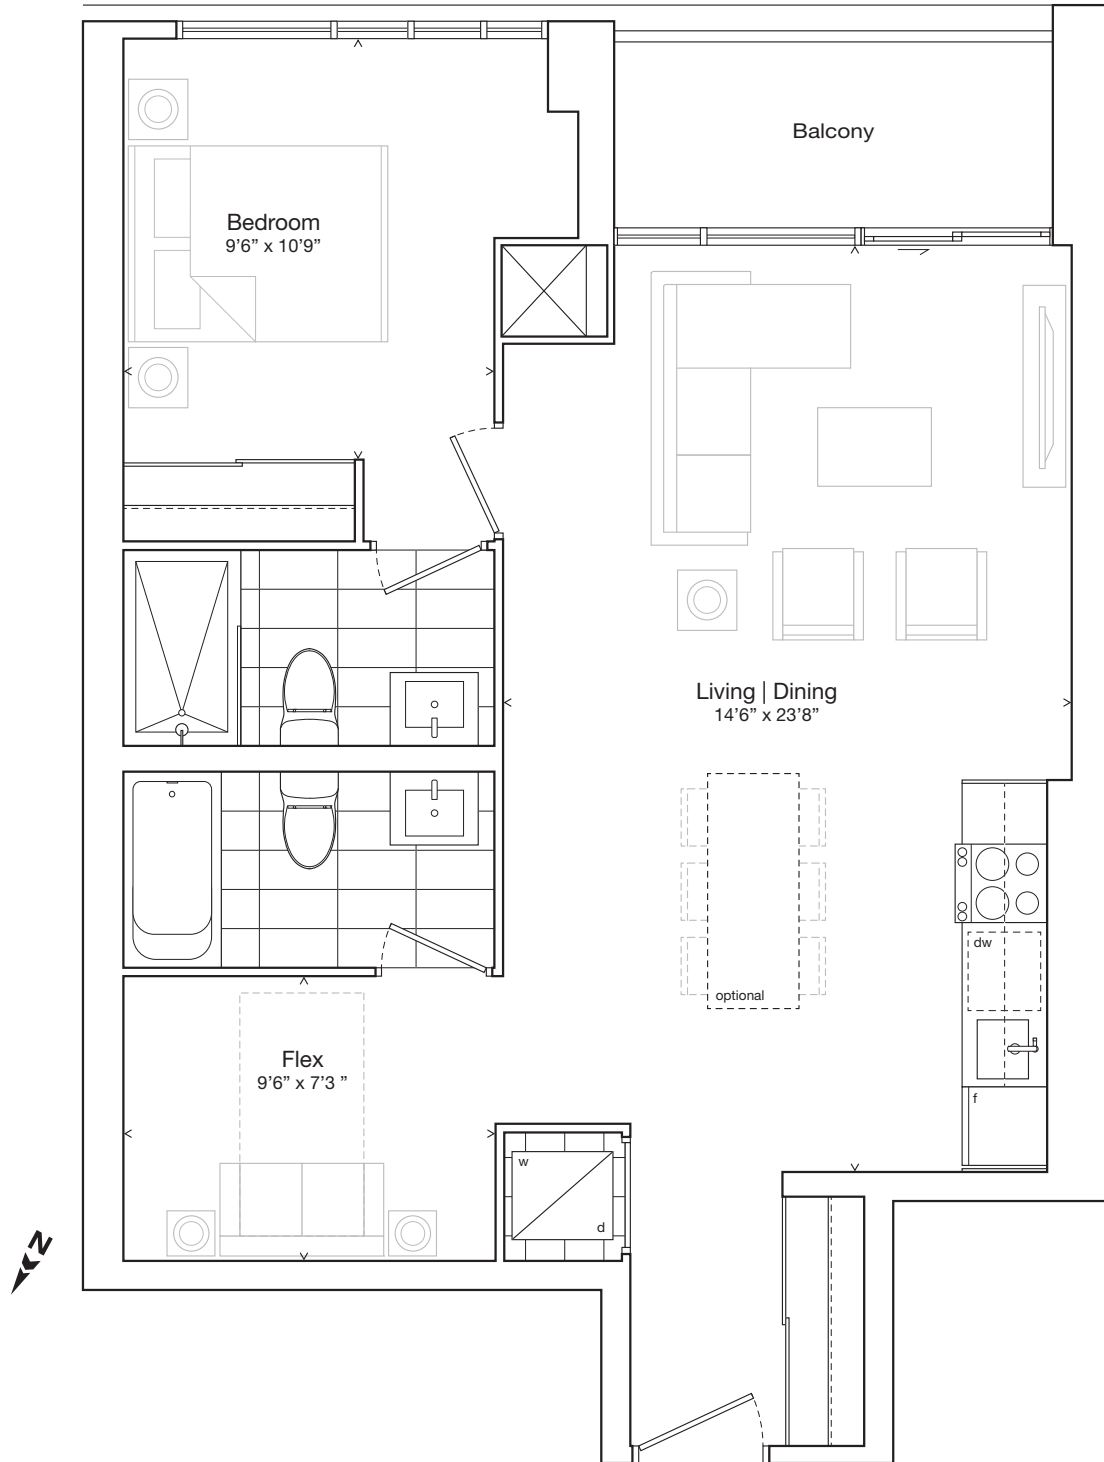 Balcony
Bedroom
9'6” x 10'9”
Living | Dining
14'6” x 23'8”
dw
optional
f
Flex
9'6” x 7'3 ”
w
d
N